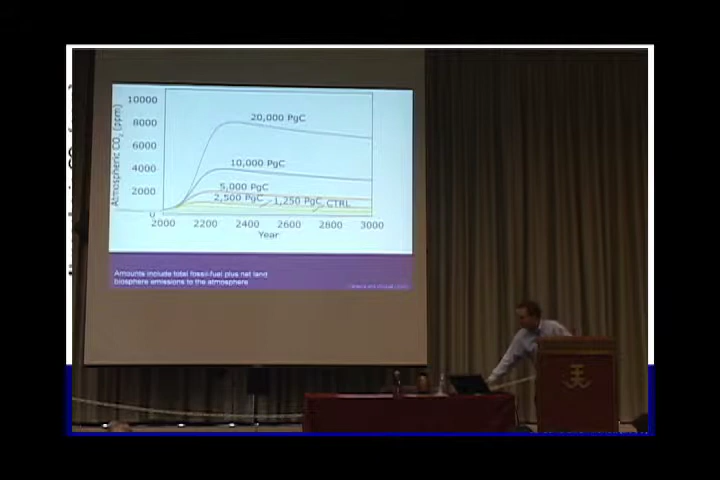 10000
8000
6000
4000
2000
0
Atmospheric CO₂ (ppm)
20,000 PgC
10,000 PgC
5,000 PgC
2,500 PgC
1,250 PgC
CTRL
2000 2200 2400 2600 2800 3000
Year
Amounts include total fossil-fuel plus net land
biosphere emissions to the atmosphere